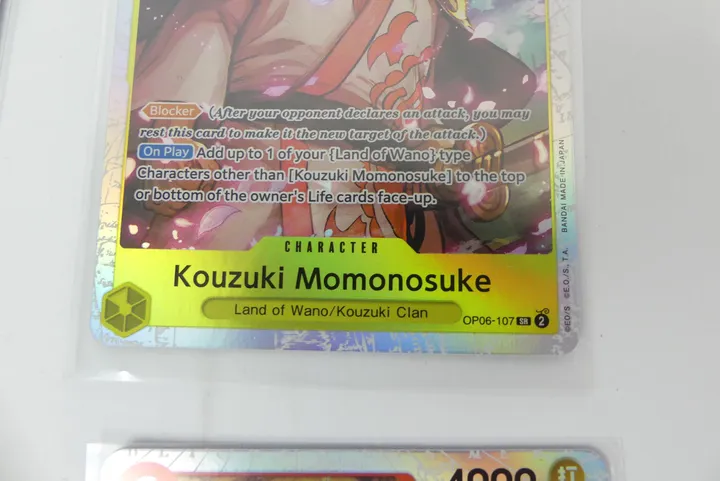 Blocker (After your opponent declares an attack, you may
rest this card to make it the new target of the attack.)
On Play Add up to 1 of your {Land of Wano} type
Characters other than [Kouzuki Momonosuke] to the top
or bottom of the owner's Life cards face-up.
CHARACTER
Kouzuki Momonosuke
Land of Wano/Kouzuki Clan
OP06-107 SR 2
©EO/S ©E.O./S., T.A. BANDAI MADE IN JAPAN
4000 打